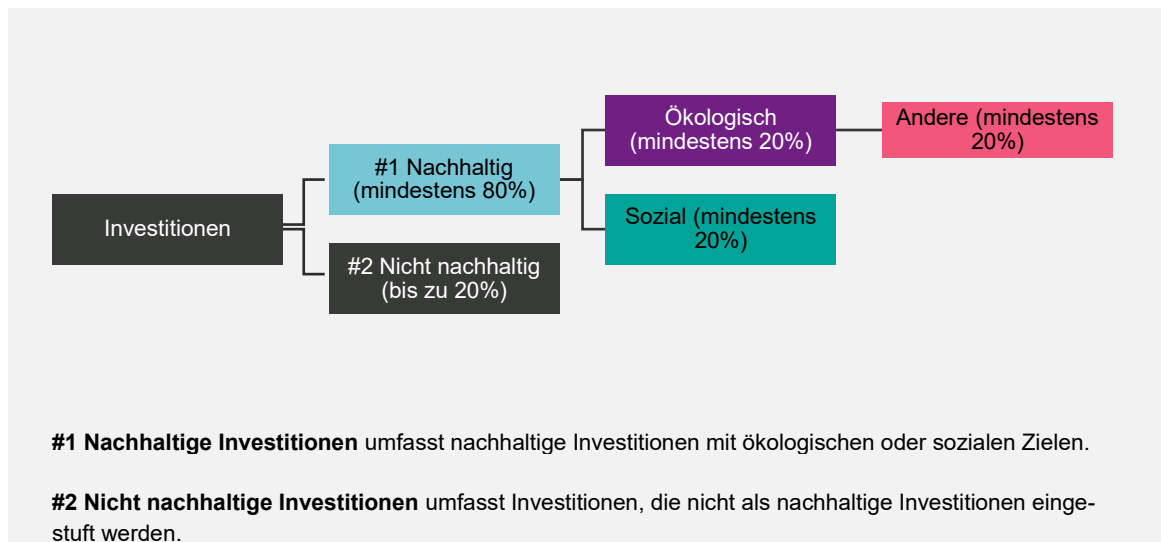 Investitionen
#1 Nachhaltig
(mindestens 80%)
#2 Nicht nachhaltig
(bis zu 20%)
Ökologisch
(mindestens 20%)
Sozial (mindestens
20%)
Andere (mindestens
20%)
#1 Nachhaltige Investitionen umfasst nachhaltige Investitionen mit ökologischen oder sozialen Zielen.
#2 Nicht nachhaltige Investitionen umfasst Investitionen, die nicht als nachhaltige Investitionen einge-
stuft werden.